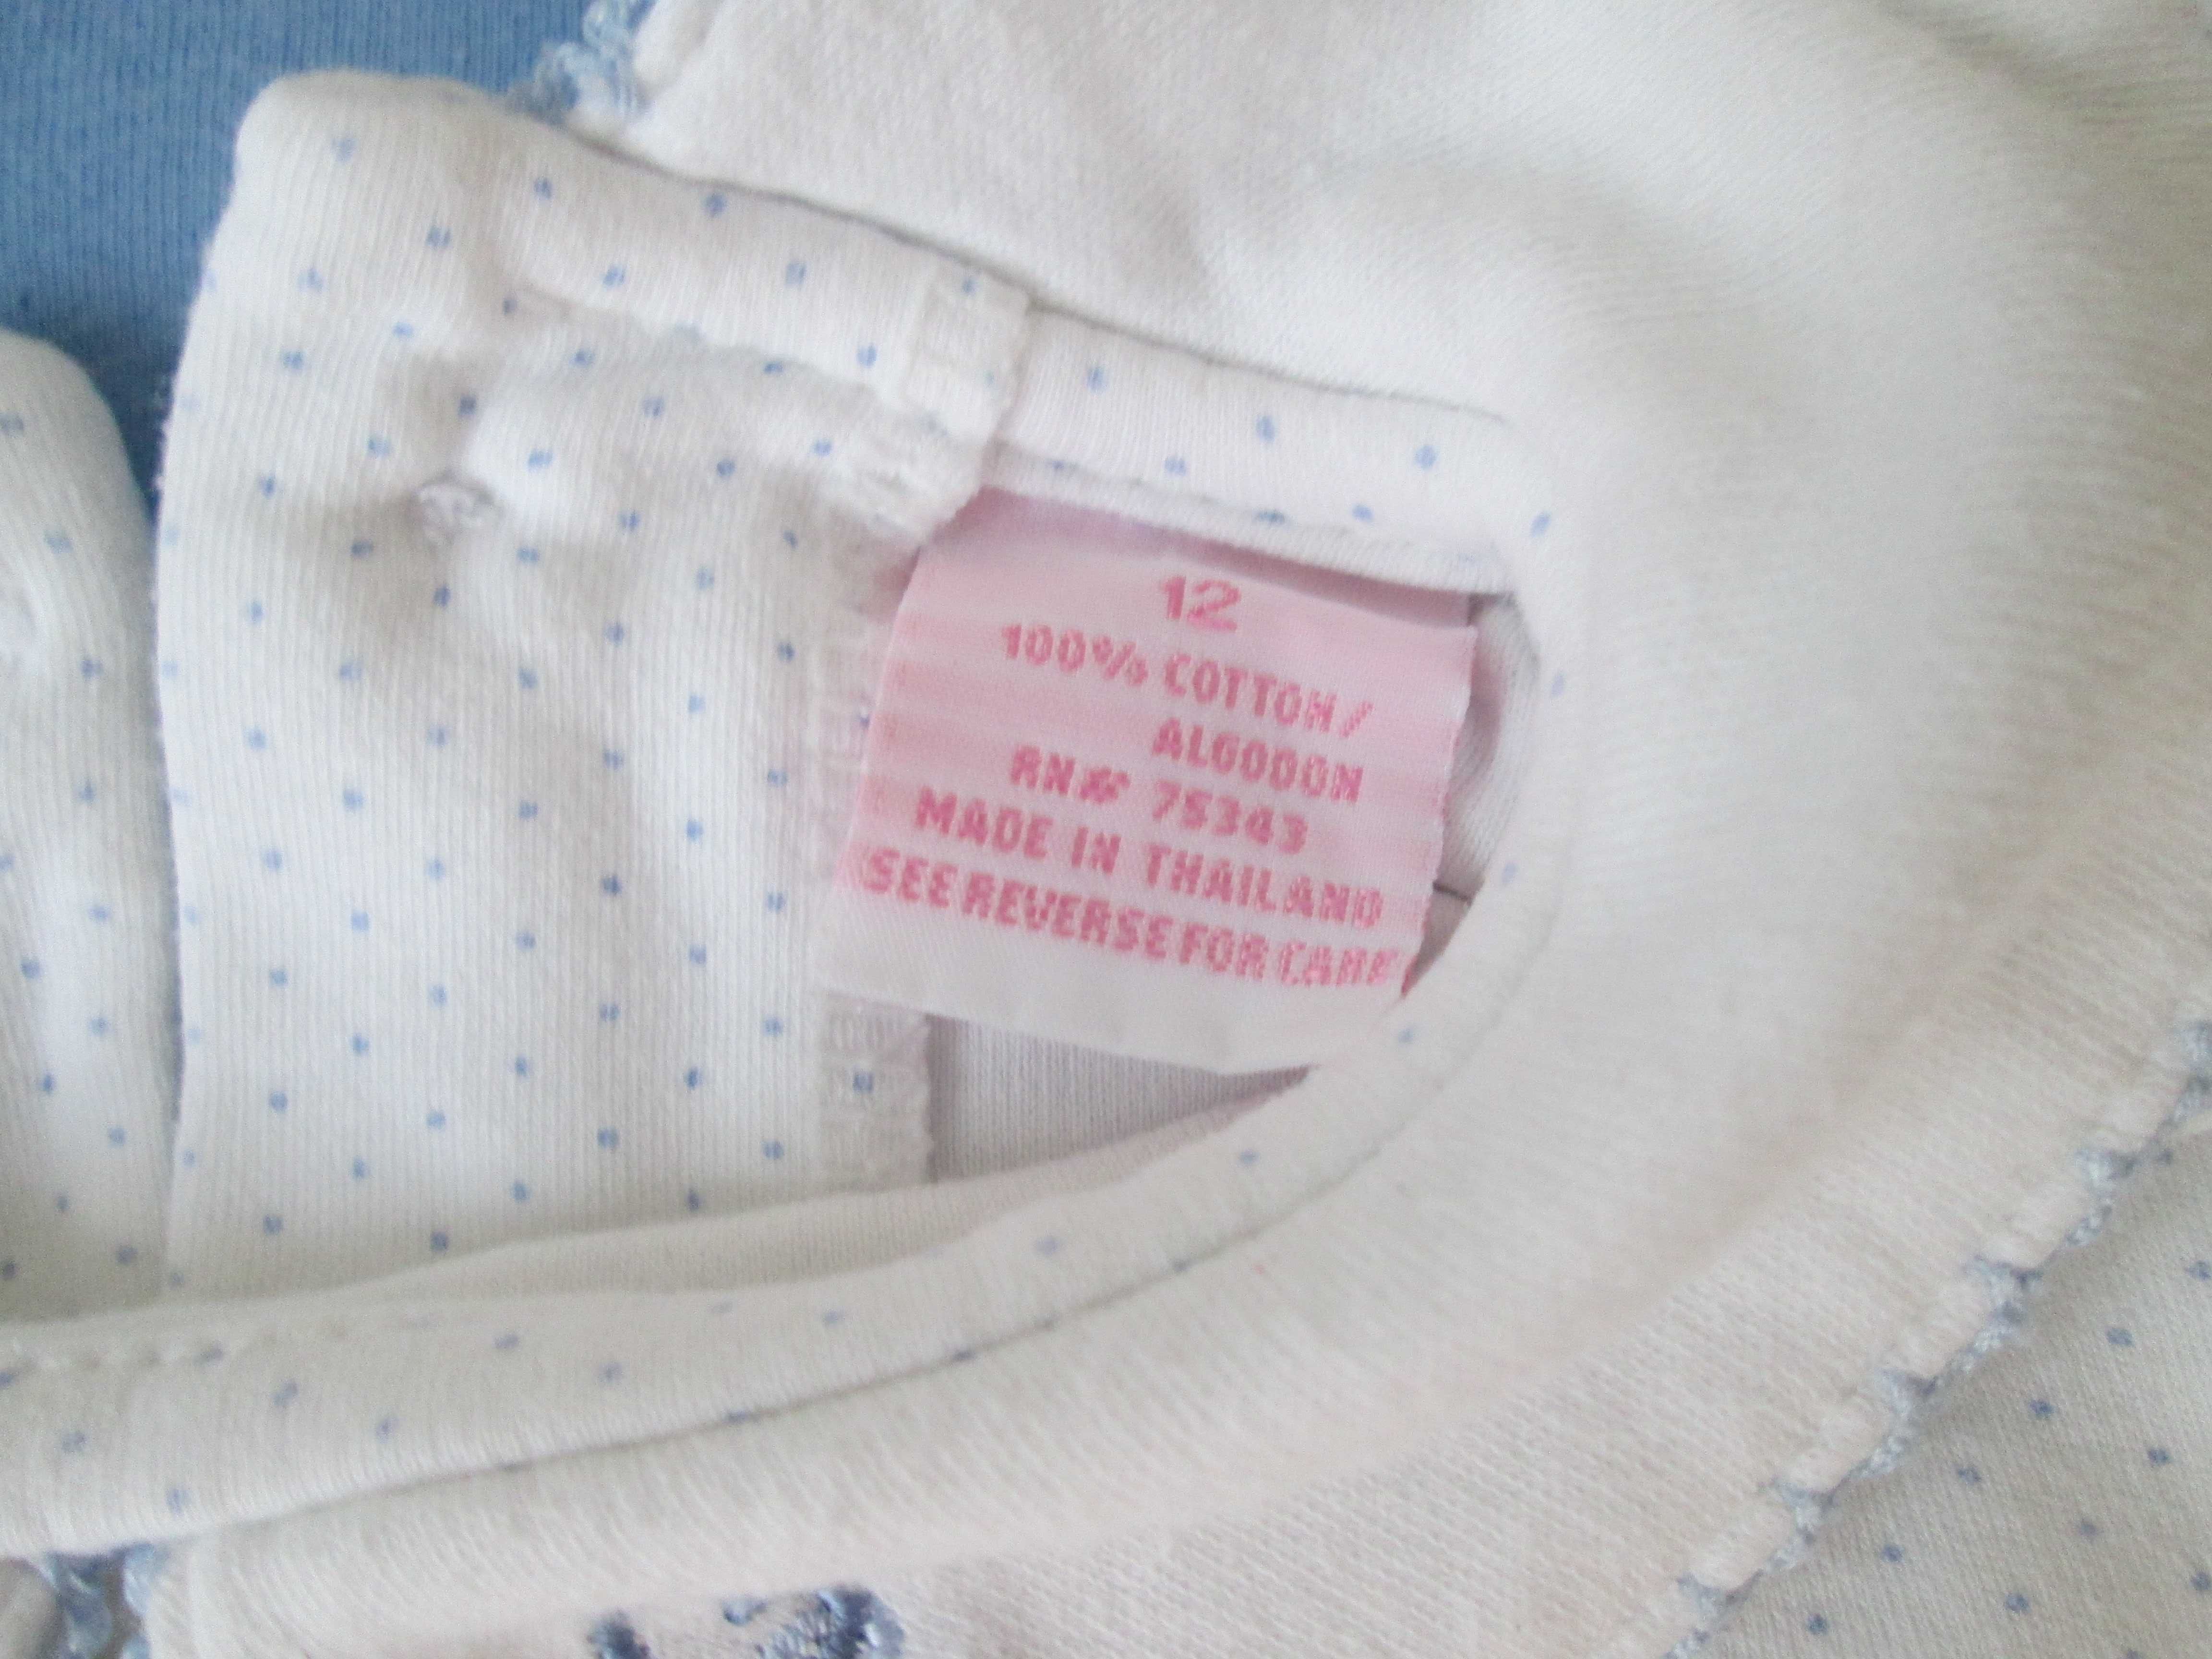 12
100% COTTON/
ALGODON
RN# 75343
MADE IN THAILAND
SEE REVERSE FOR CARE